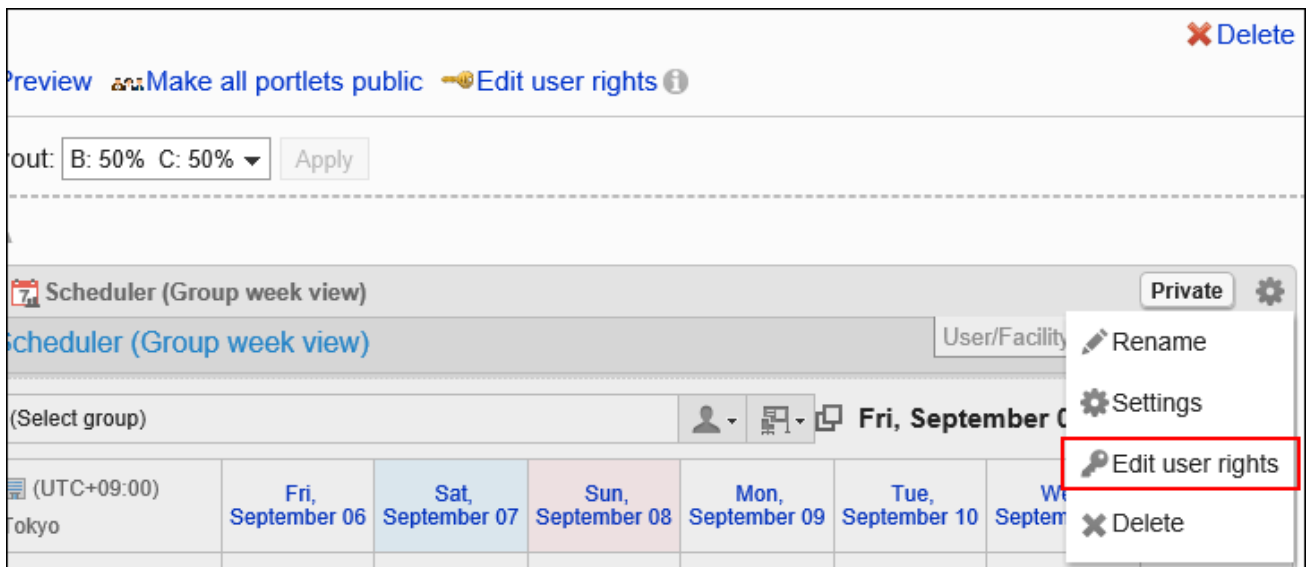 Delete
Preview Make all portlets public Edit user rights
out: B: 50% C: 50% Apply
Scheduler (Group week view) Private
Scheduler (Group week view) User/Facility
Rename
Settings
Edit user rights
Delete
(Select group) Fri, September 0
(UTC+09:00)
Tokyo
Fri,
September 06
Sat,
September 07
Sun,
September 08
Mon,
September 09
Tue,
September 10
We
Septem